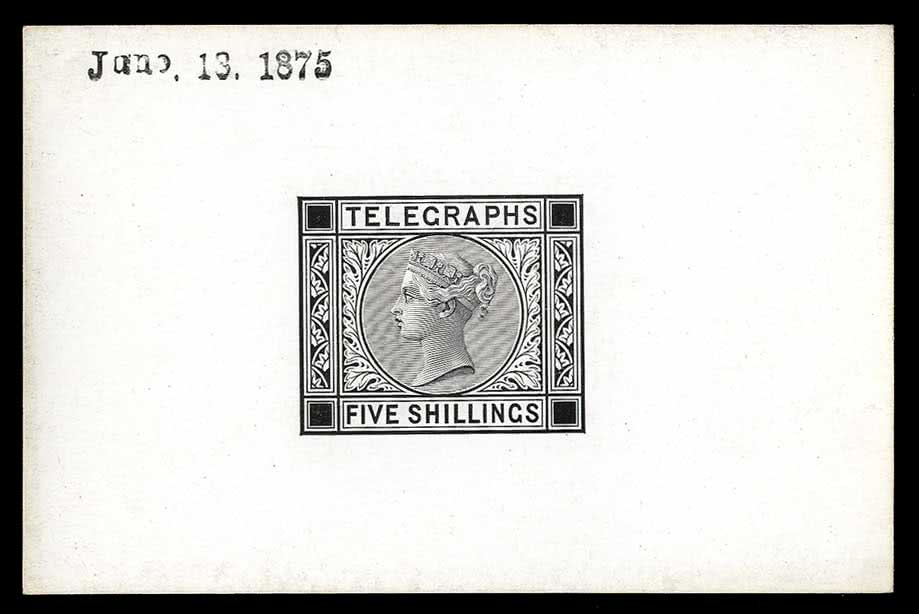 June. 13. 1875
TELEGRAPHS
FIVE SHILLINGS